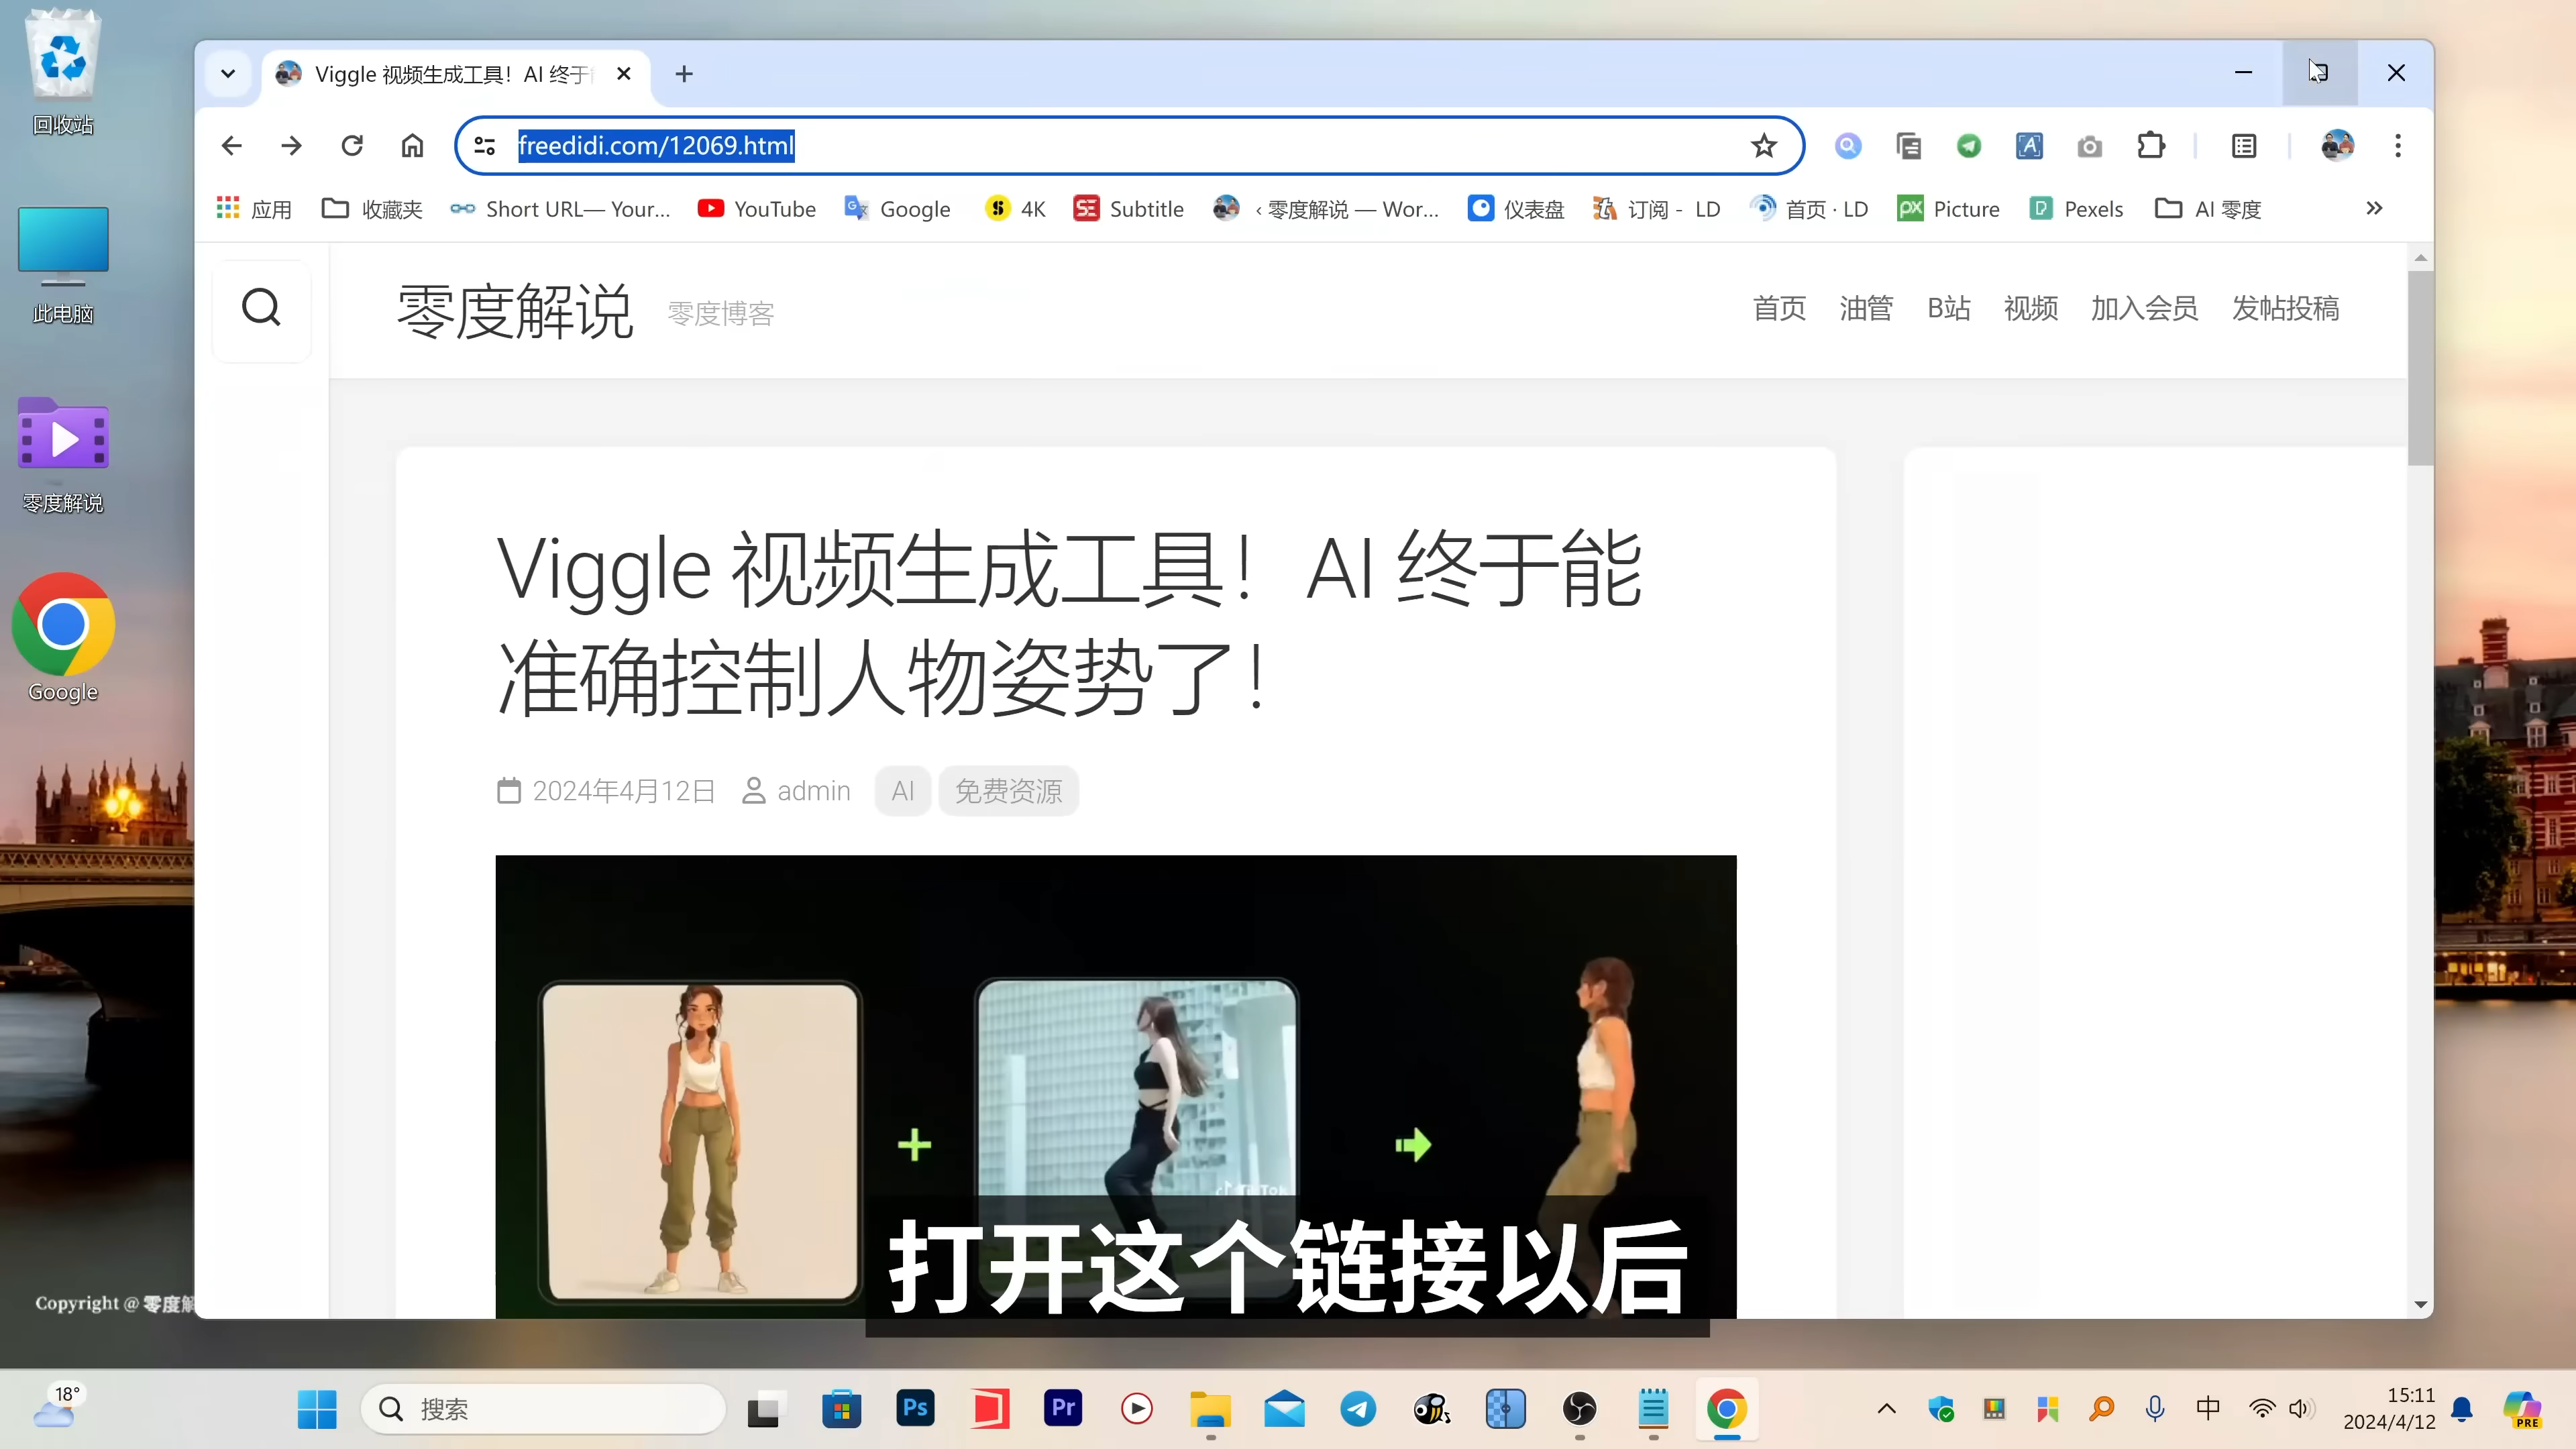 回收站
此电脑
零度解说
Google
Copyright @ 零度解
Viggle 视频生成工具！AI 终于
freedidi.com/12069.html
应用
收藏夹
Short URL— Your...
YouTube
Google
4K
Subtitle
‹ 零度解说 — Wor...
仪表盘
订阅 - LD
首页 · LD
Picture
Pexels
AI 零度
零度解说
零度博客
首页
油管
B站
视频
加入会员
发帖投稿
Viggle 视频生成工具！AI 终于能
准确控制人物姿势了！
2024年4月12日
admin
AI
免费资源
TikTok
打开这个链接以后
18°
搜索
Ps
Pr
中
15:11
2024/4/12
PRE